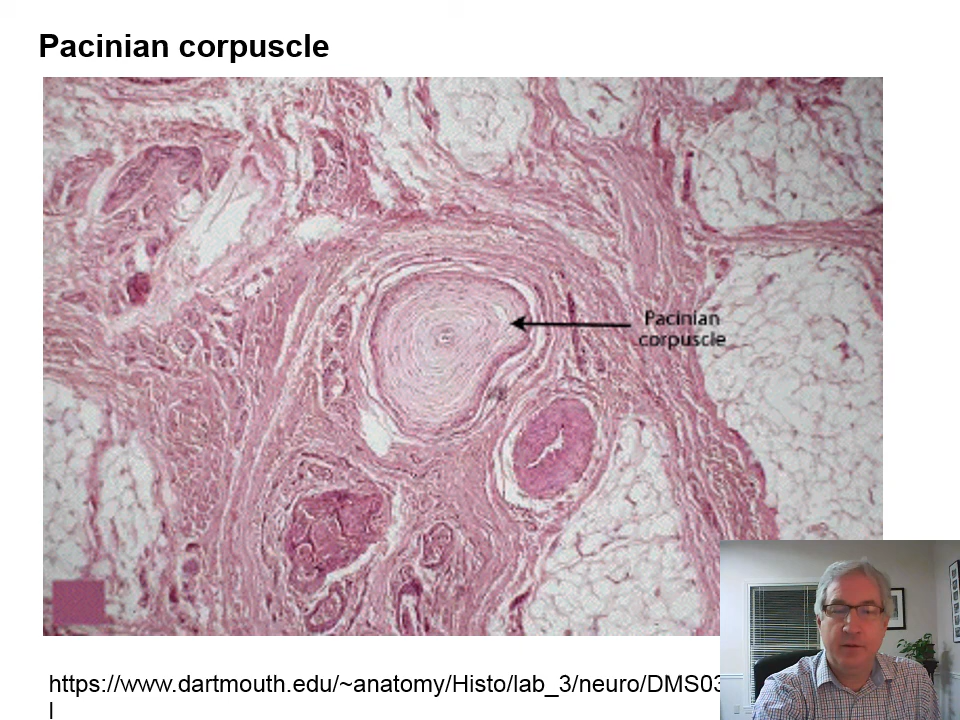 Pacinian corpuscle
Pacinian
corpuscle
https://www.dartmouth.edu/~anatomy/Histo/lab_3/neuro/DMS03
l